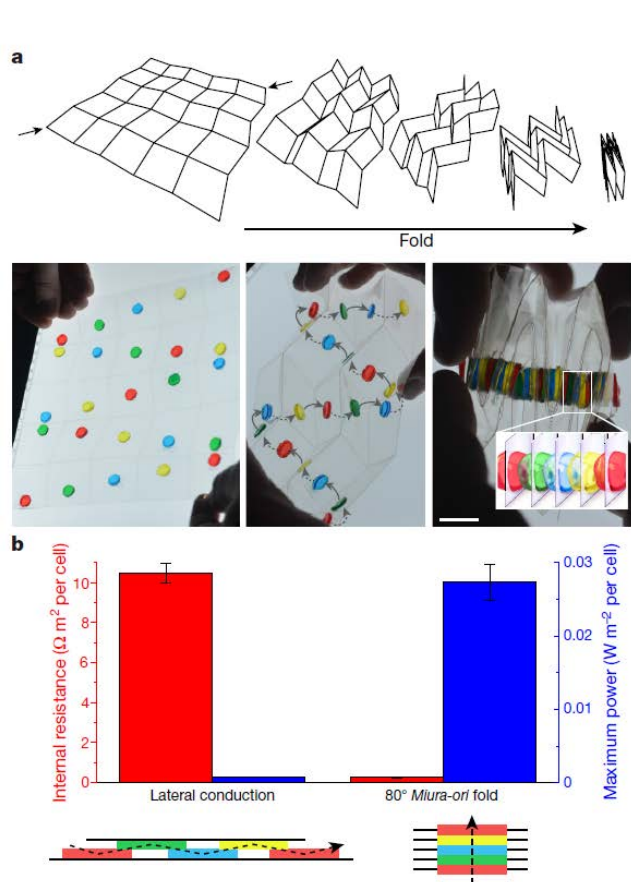 a
Fold
b
Internal resistance (Ω m² per cell)
10
8
6
4
2
0
Maximum power (W m⁻² per cell)
0.03
0.02
0.01
0
Lateral conduction
80° Miura-ori fold